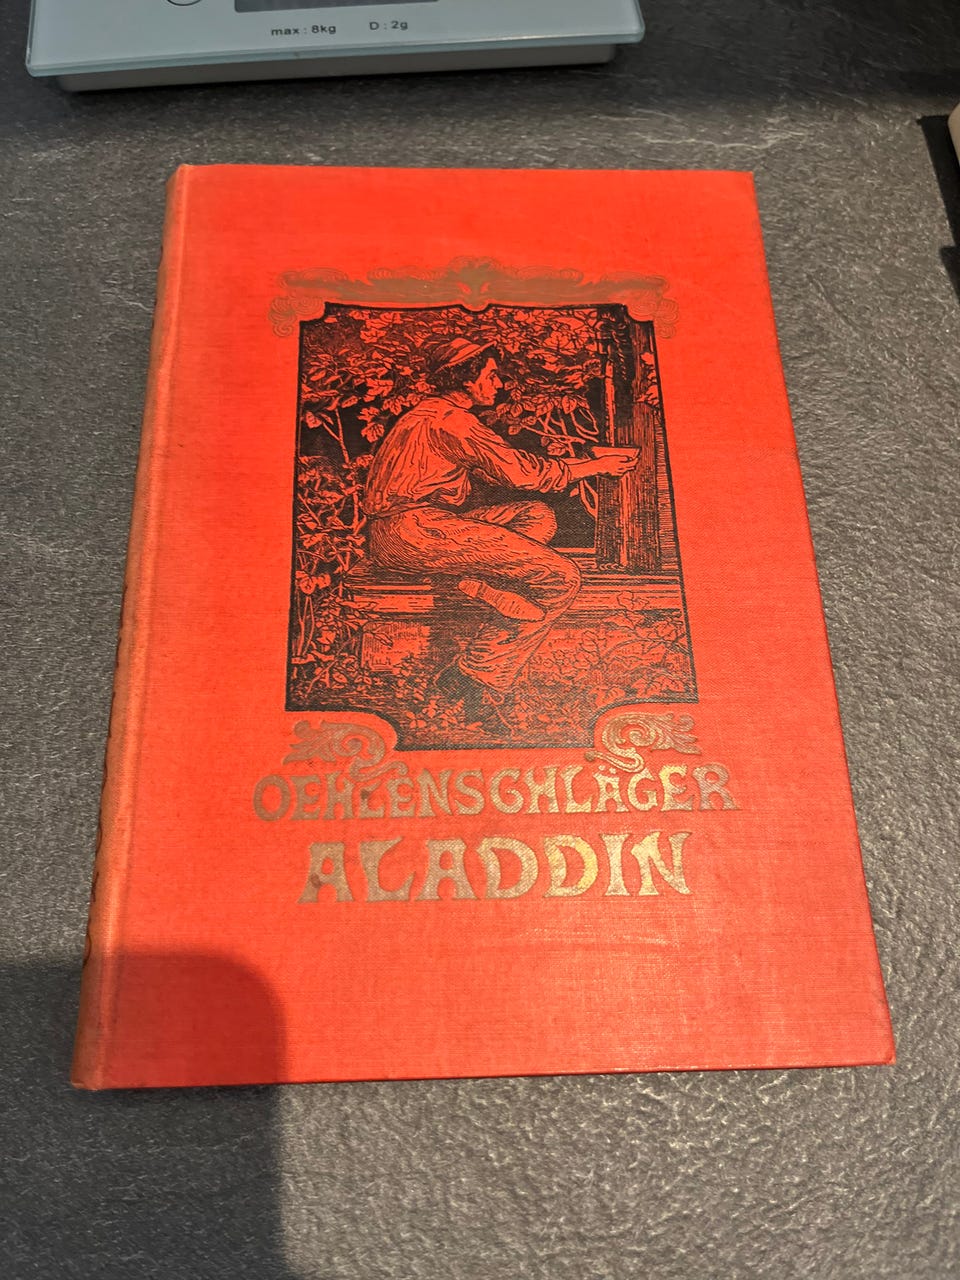 max : 8kg D : 2g
OEHLENSCHLÄGER
ALADDIN